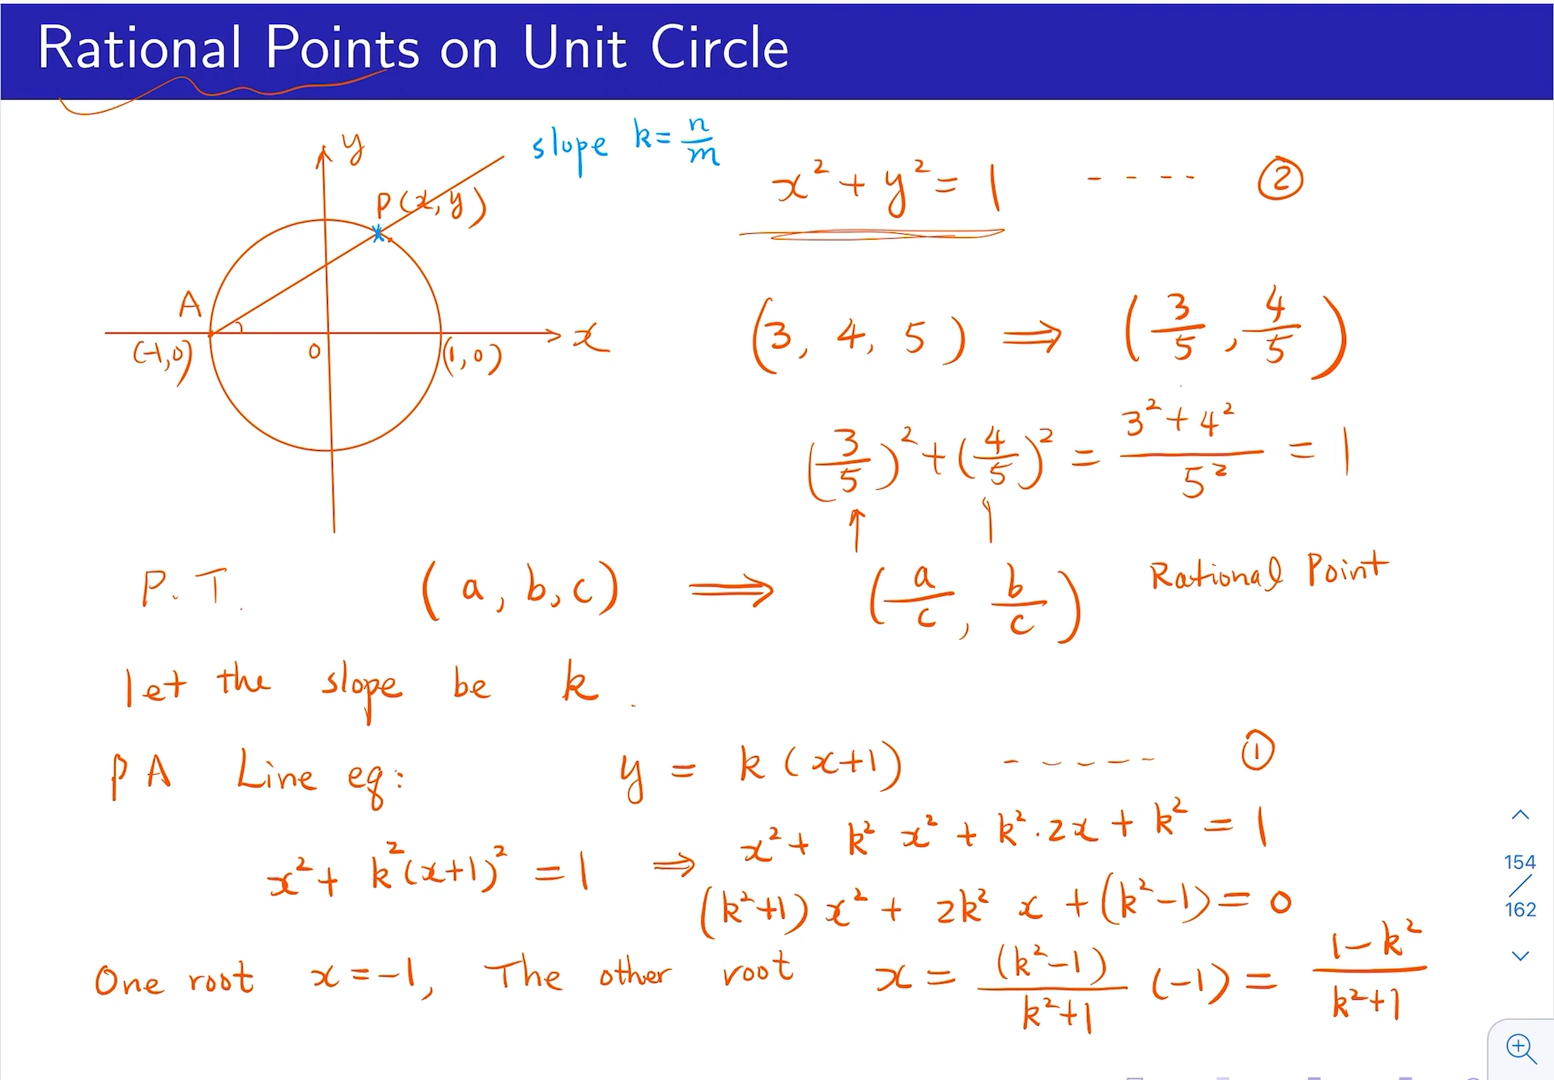 Rational Points on Unit Circle
y
slope k = n/m
P(x, y)
x² + y² = 1 ---- ②
A
(-1,0)
0
(1, 0)
x
(3, 4, 5) ⟹ (3/5, 4/5)
(3/5)² + (4/5)² = (3² + 4²)/5² = 1
P.T. (a, b, c) ⟹ (a/c, b/c) Rational Point
let the slope be k.
PA Line eq: y = k(x+1) ----- ①
x² + k²(x+1)² = 1 ⟹ x² + k² x² + k²·2x + k² = 1
(k²+1) x² + 2k² x + (k²-1) = 0
One root x = -1, The other root x = (k²-1)/(k²+1) (-1) = (1-k²)/(k²+1)
154
/
162